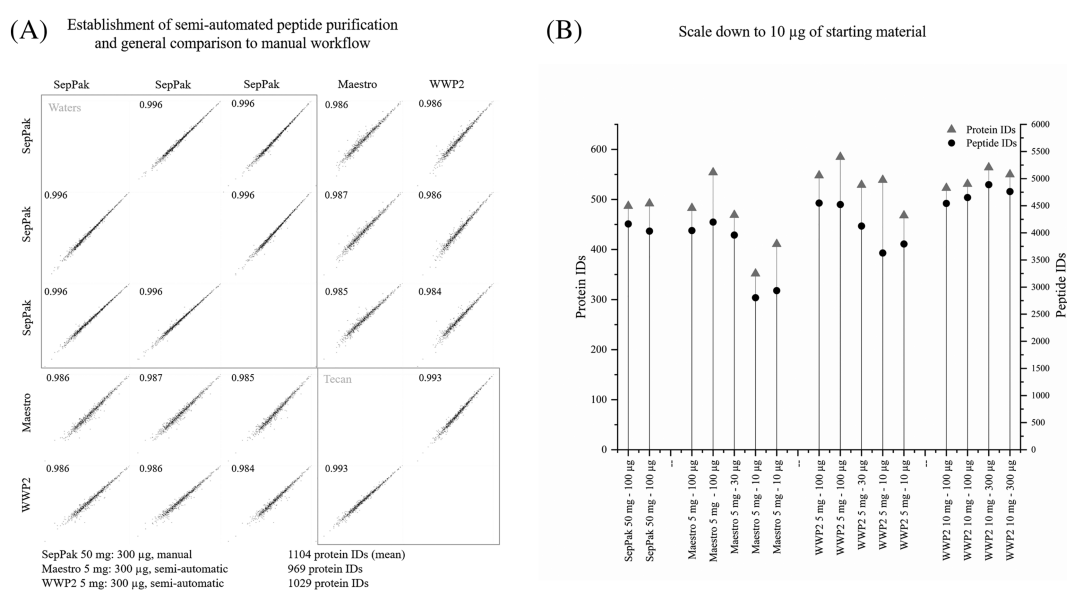 (A)
Establishment of semi-automated peptide purification
and general comparison to manual workflow
SepPak SepPak SepPak Maestro WWP2
SepPak Waters 0.996 0.996 0.986 0.986
SepPak 0.996 0.996 0.987 0.986
SepPak 0.996 0.996 0.985 0.984
Maestro 0.986 0.987 0.985 Tecan 0.993
WWP2 0.986 0.986 0.984 0.993
SepPak 50 mg: 300 µg, manual 1104 protein IDs (mean)
Maestro 5 mg: 300 µg, semi-automatic 969 protein IDs
WWP2 5 mg: 300 µg, semi-automatic 1029 protein IDs
(B)
Scale down to 10 µg of starting material
Protein IDs
Peptide IDs
Protein IDs
600
500
400
300
200
100
0
Peptide IDs
6000
5500
5000
4500
4000
3500
3000
2500
2000
1500
1000
500
0
SepPak 50 mg - 100 µg
SepPak 50 mg - 100 µg
--
Maestro 5 mg - 100 µg
Maestro 5 mg - 100 µg
Maestro 5 mg - 30 µg
Maestro 5 mg - 10 µg
Maestro 5 mg - 10 µg
--
WWP2 5 mg - 100 µg
WWP2 5 mg - 100 µg
WWP2 5 mg - 30 µg
WWP2 5 mg - 10 µg
WWP2 5 mg - 10 µg
--
WWP2 10 mg - 100 µg
WWP2 10 mg - 100 µg
WWP2 10 mg - 300 µg
WWP2 10 mg - 300 µg